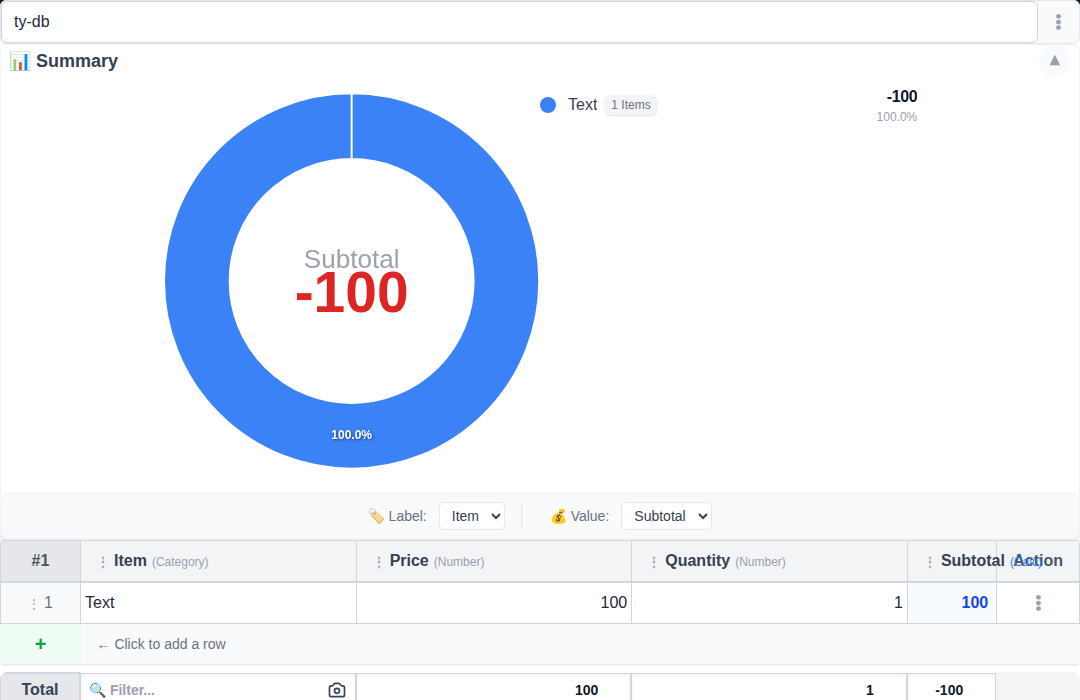 ty-db
📊 Summary ▲
Text 1 Items -100
100.0%
Subtotal
-100
100.0%
🏷️ Label: Item 💰 Value: Subtotal
#1 ⋮ Item (Category) ⋮ Price (Number) ⋮ Quantity (Number) ⋮ Subtotal Action
⋮ 1 Text 100 1 100
+ ← Click to add a row
Total 🔍 Filter... 100 1 -100